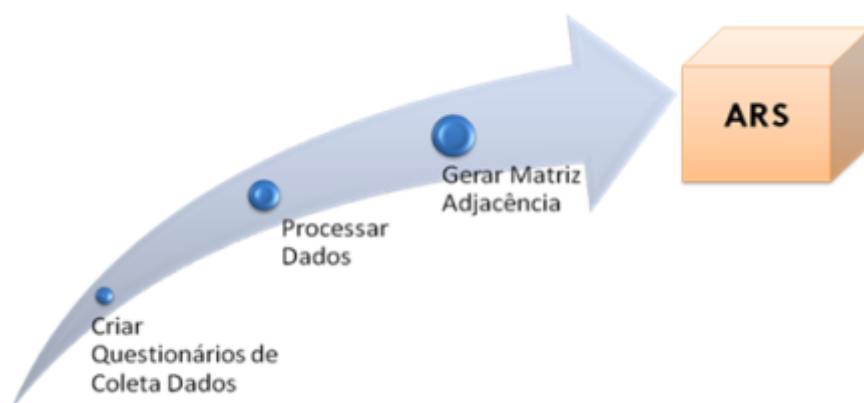 Criar
Questionários de
Coleta Dados
Processar
Dados
Gerar Matriz
Adjacência
ARS